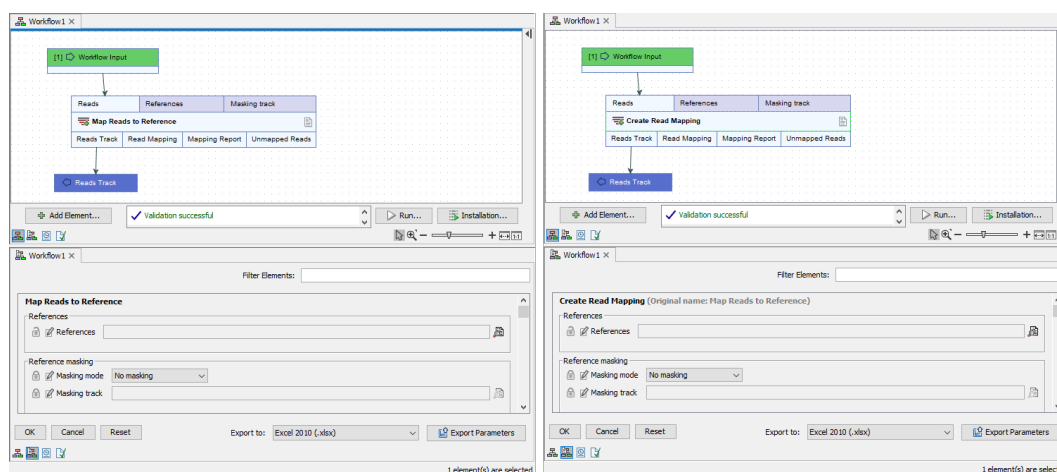 Workflow1 ×
[1] Workflow Input
Reads References Masking track
Map Reads to Reference
Reads Track Read Mapping Mapping Report Unmapped Reads
Reads Track
Add Element... Validation successful Run... Installation...
Workflow1 ×
Filter Elements:
Map Reads to Reference
References
References
Reference masking
Masking mode No masking
Masking track
OK Cancel Reset Export to: Excel 2010 (.xlsx) Export Parameters
1 element(s) are selected
Workflow1 ×
[1] Workflow Input
Reads References Masking track
Create Read Mapping
Reads Track Read Mapping Mapping Report Unmapped Reads
Reads Track
Add Element... Validation successful Run... Installation...
Workflow1 ×
Filter Elements:
Create Read Mapping (Original name: Map Reads to Reference)
References
References
Reference masking
Masking mode No masking
Masking track
OK Cancel Reset Export to: Excel 2010 (.xlsx) Export Parameters
1 element(s) are select